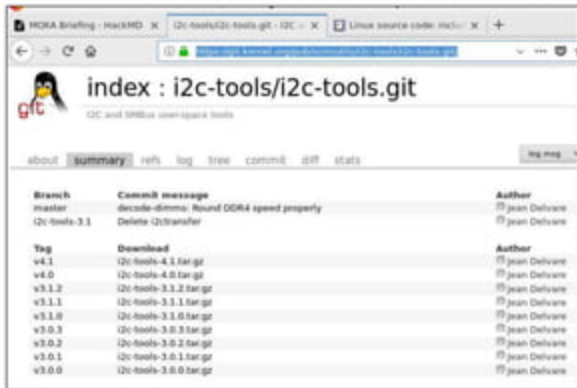 MOXA Briefing - HackMD
i2c-tools/i2c-tools.git - I2C
Linux source code:
index : i2c-tools/i2c-tools.git
git
I2C and SMBus user-space tools
about summary refs log tree commit diff stats
log msg
Branch Commit message Author
master decode-dimms: Round DDR4 speed properly Jean Delvare
i2c-tools-3.1 Delete i2ctransfer Jean Delvare
Tag Download Author
v4.1 i2c-tools-4.1.tar.gz Jean Delvare
v4.0 i2c-tools-4.0.tar.gz Jean Delvare
v3.1.2 i2c-tools-3.1.2.tar.gz Jean Delvare
v3.1.1 i2c-tools-3.1.1.tar.gz Jean Delvare
v3.1.0 i2c-tools-3.1.0.tar.gz Jean Delvare
v3.0.3 i2c-tools-3.0.3.tar.gz Jean Delvare
v3.0.2 i2c-tools-3.0.2.tar.gz Jean Delvare
v3.0.1 i2c-tools-3.0.1.tar.gz Jean Delvare
v3.0.0 i2c-tools-3.0.0.tar.gz Jean Delvare